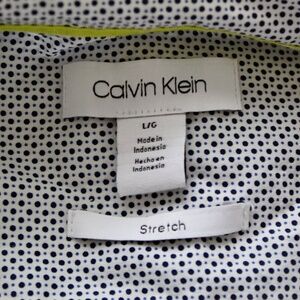 Calvin Klein
L/G
Made in
Indonesia
Hecho en
Indonesia
Stretch